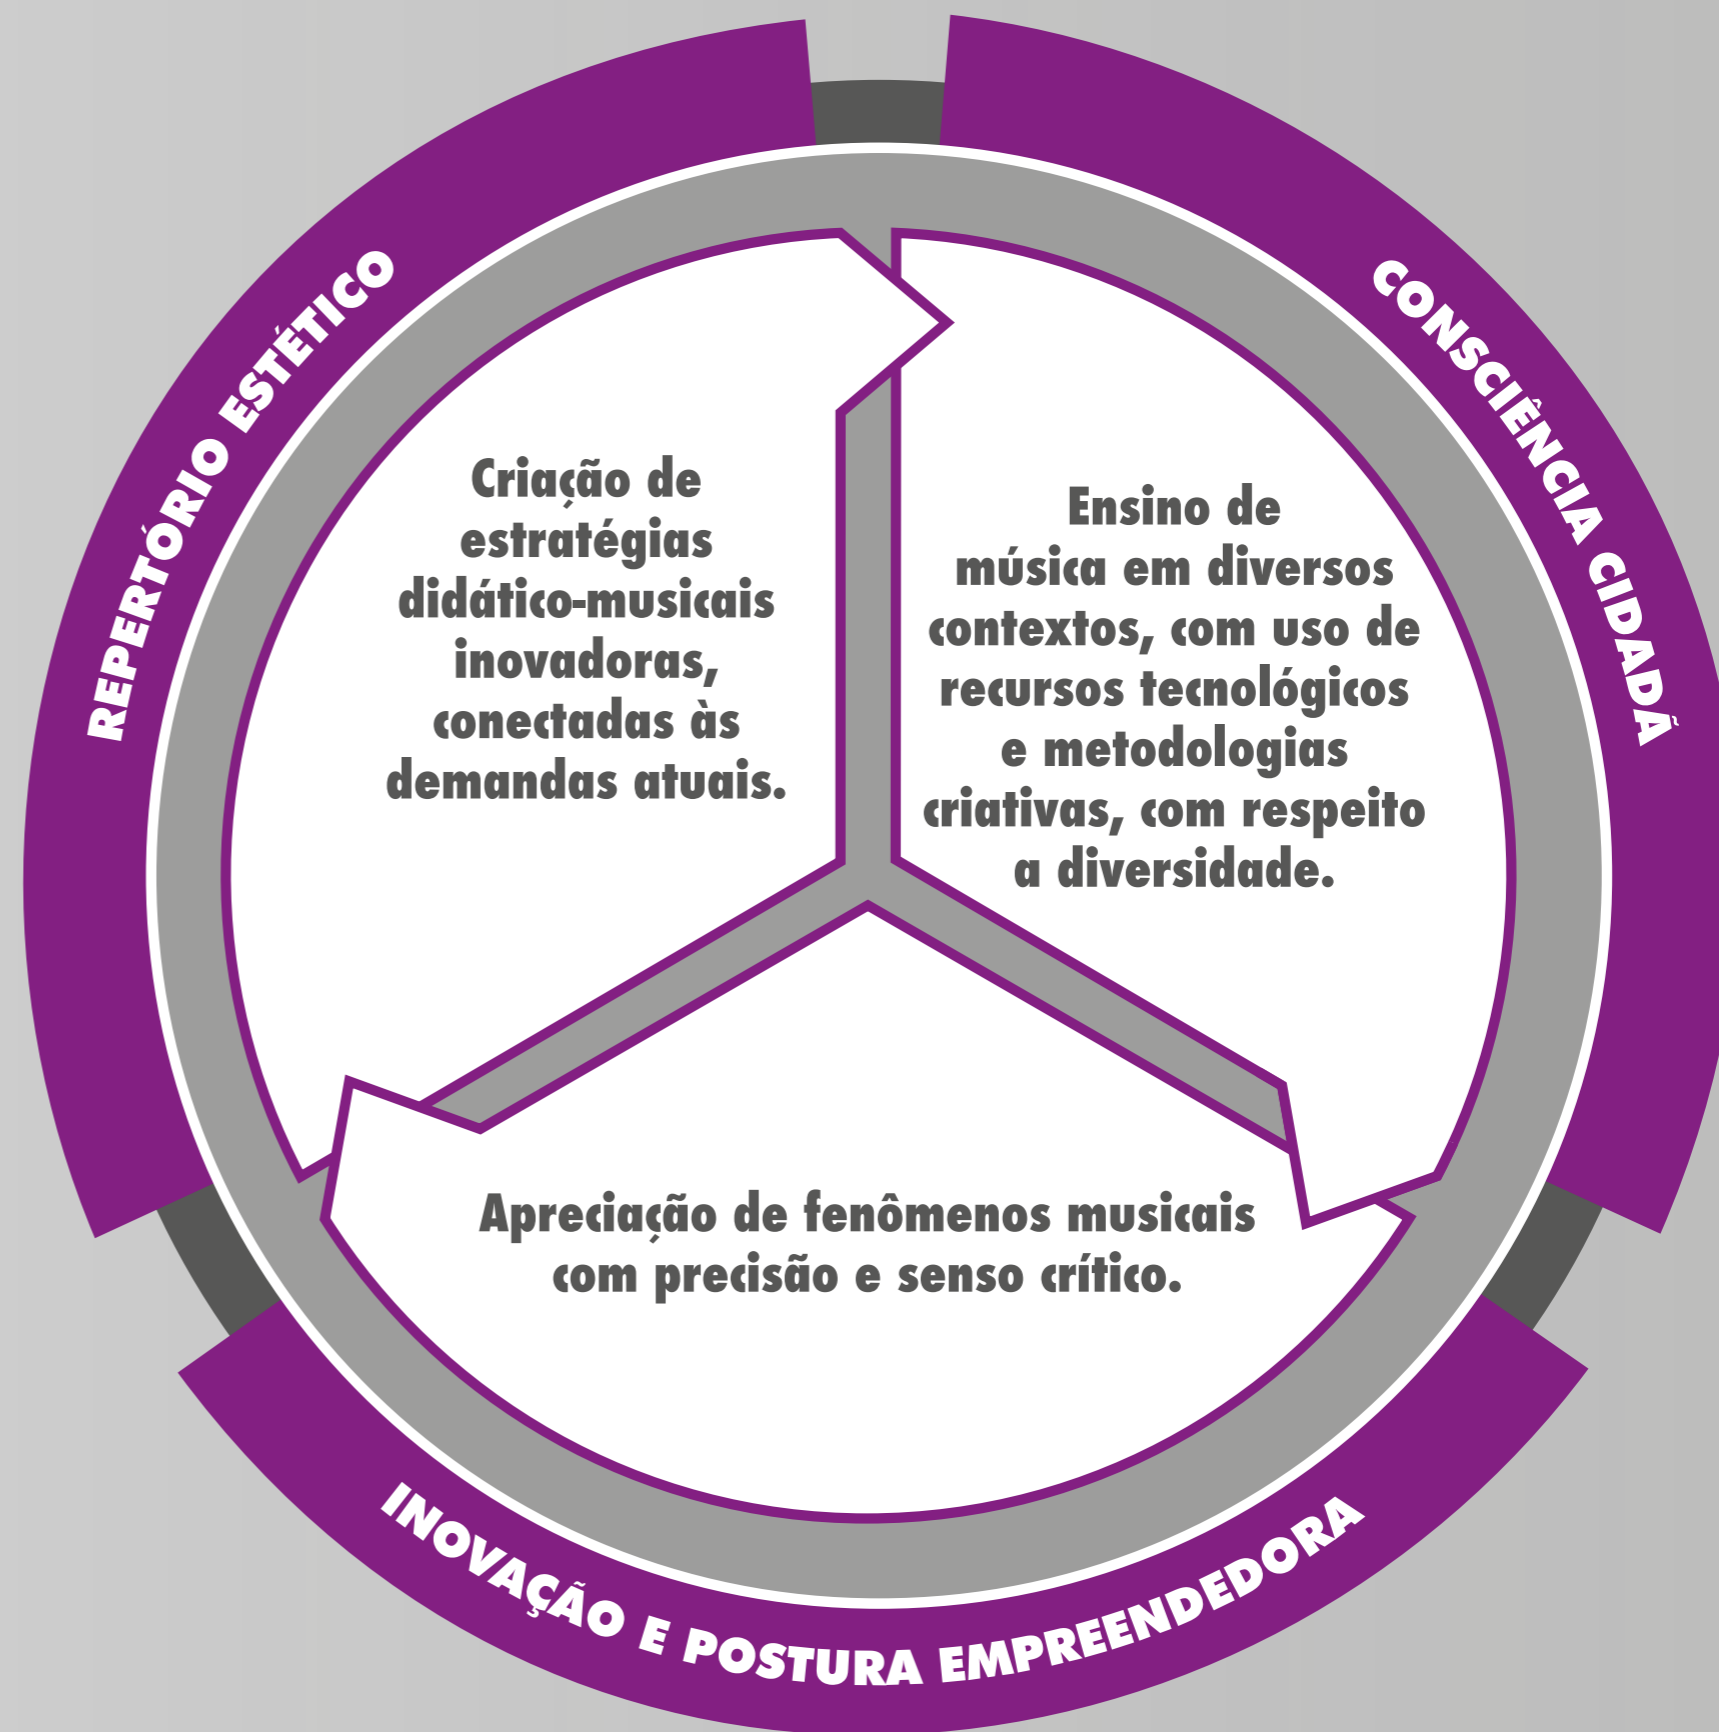 REPERTÓRIO ESTÉTICO
CONSCIÊNCIA CIDADÃ
Criação de
estratégias
didático-musicais
inovadoras,
conectadas às
demandas atuais.
Ensino de
música em diversos
contextos, com uso de
recursos tecnológicos
e metodologias
criativas, com respeito
a diversidade.
Apreciação de fenômenos musicais
com precisão e senso crítico.
INOVAÇÃO E POSTURA EMPREENDEDORA